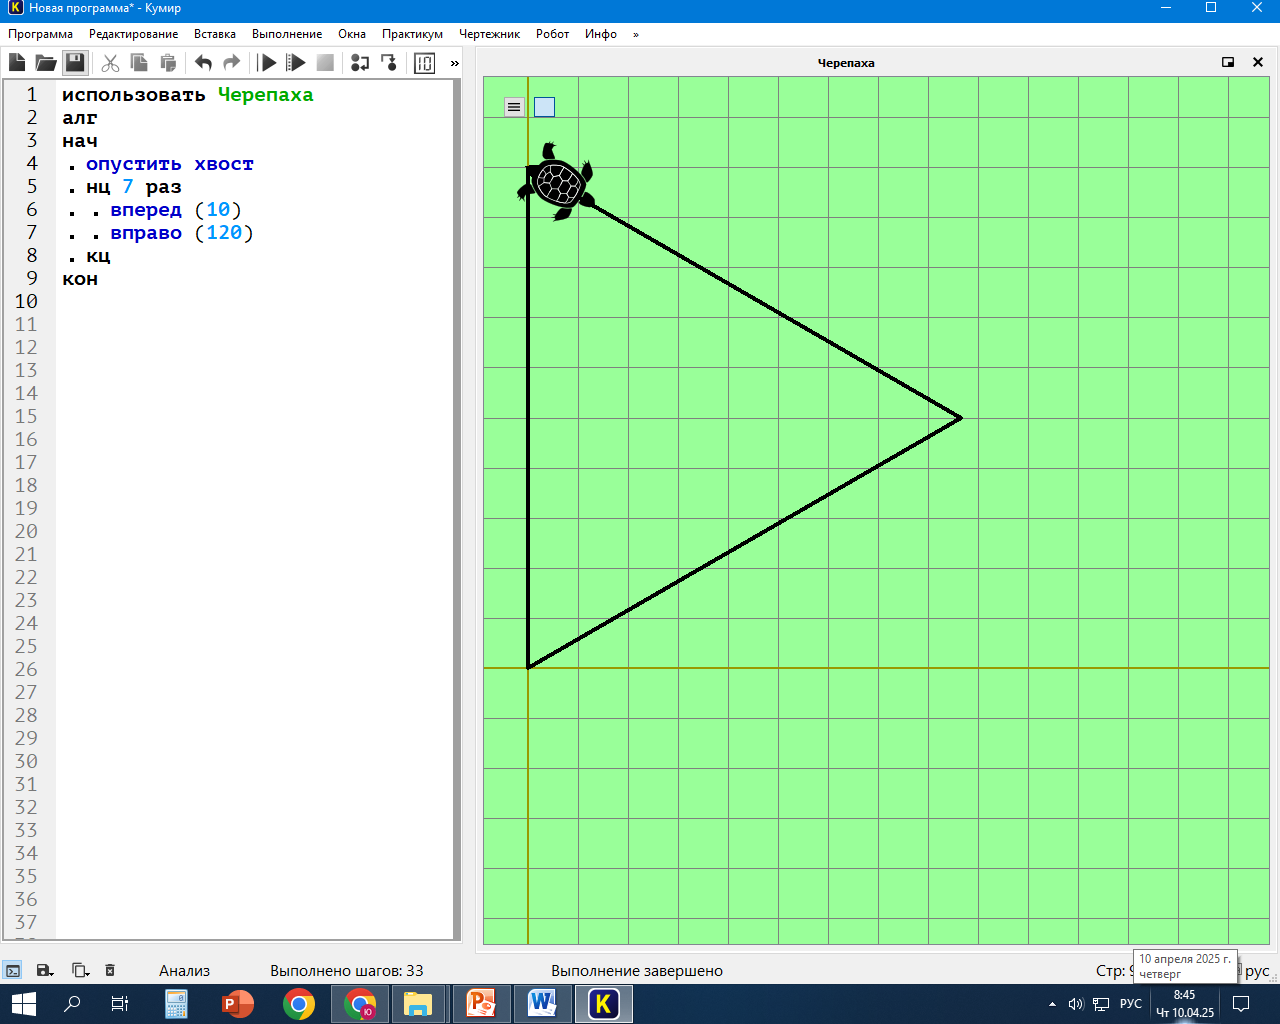 Новая программа* - Кумир
Программа Редактирование Вставка Выполнение Окна Практикум Чертежник Робот Инфо »
»
Черепаха
1 использовать Черепаха
2 алг
3 нач
4 . опустить хвост
5 . нц 7 раз
6 . . вперед (10)
7 . . вправо (120)
8 . кц
9 кон
10
11
12
13
14
15
16
17
18
19
20
21
22
23
24
25
26
27
28
29
30
31
32
33
34
35
36
37
Анализ Выполнено шагов: 33 Выполнение завершено Стр: рус
10 апреля 2025 г.
четверг
РУС
8:45
Чт 10.04.25